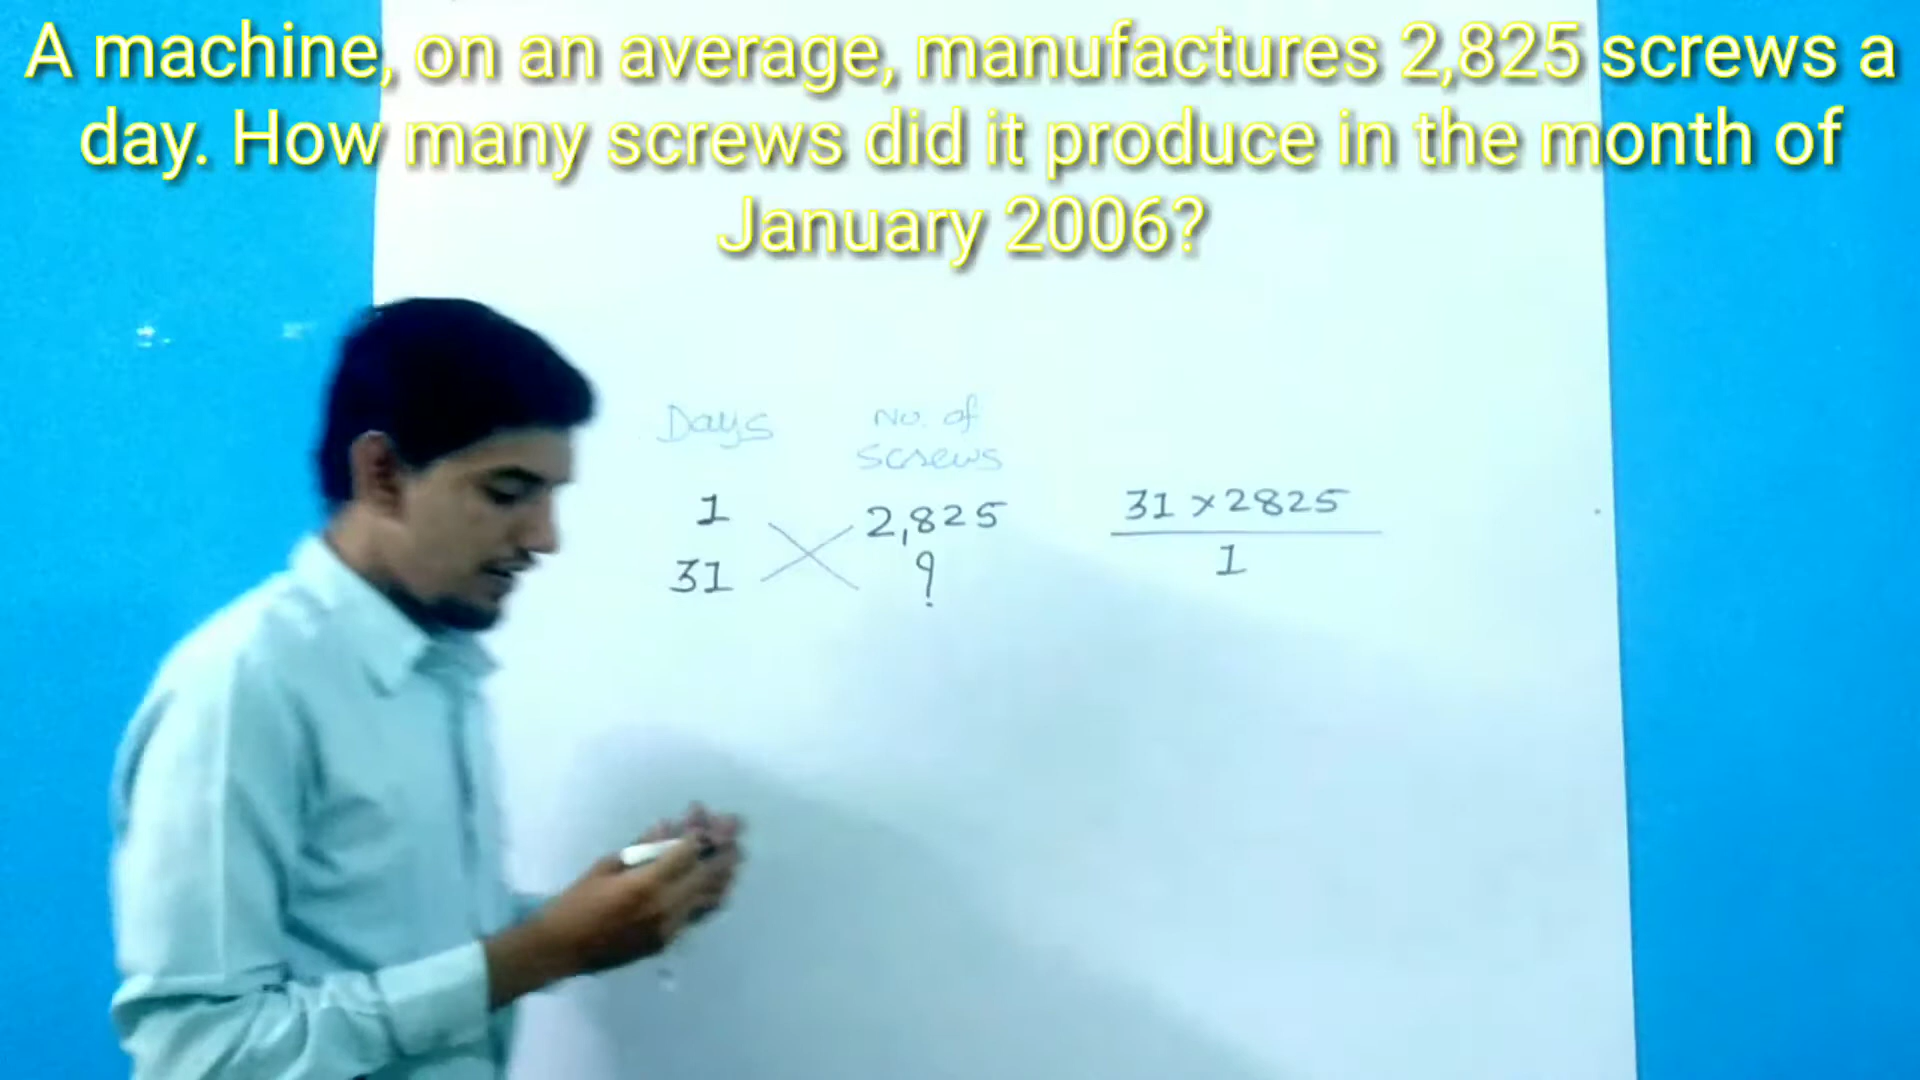 A machine, on an average, manufactures 2,825 screws a
day. How many screws did it produce in the month of
January 2006?
Days No. of
screws
1 2,825
31 ?
31 × 2825
1